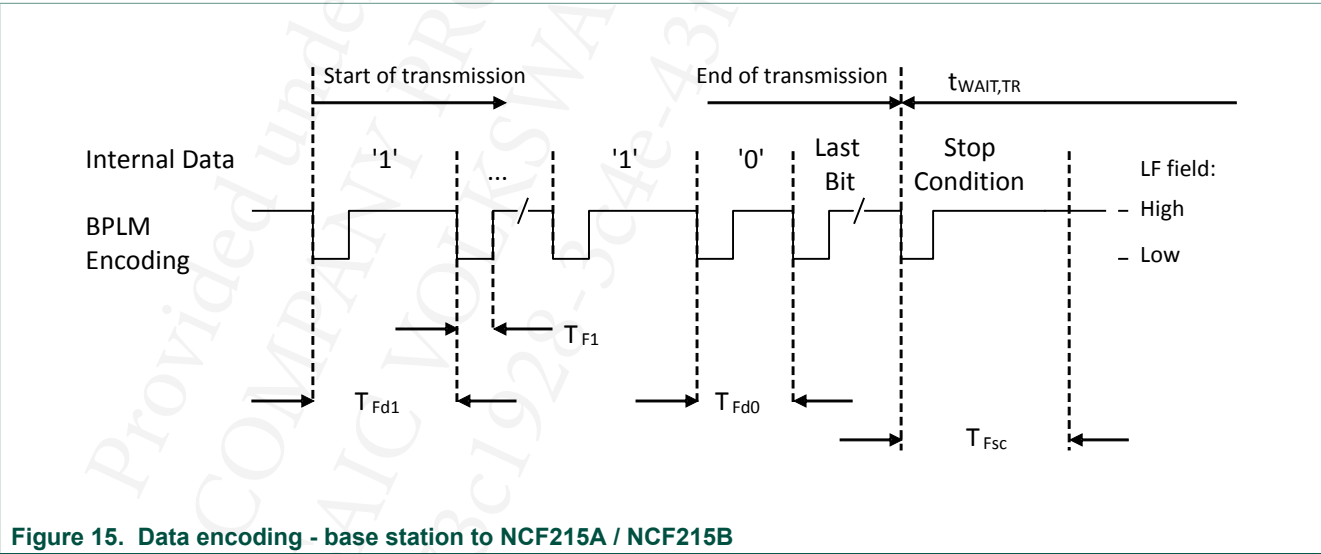 Start of transmission
End of transmission
tWAIT,TR
Internal Data
'1'
...
'1'
'0'
Last
Bit
Stop
Condition
LF field:
BPLM
Encoding
High
Low
TF1
TFd1
TFd0
TFsc
Figure 15. Data encoding - base station to NCF215A / NCF215B